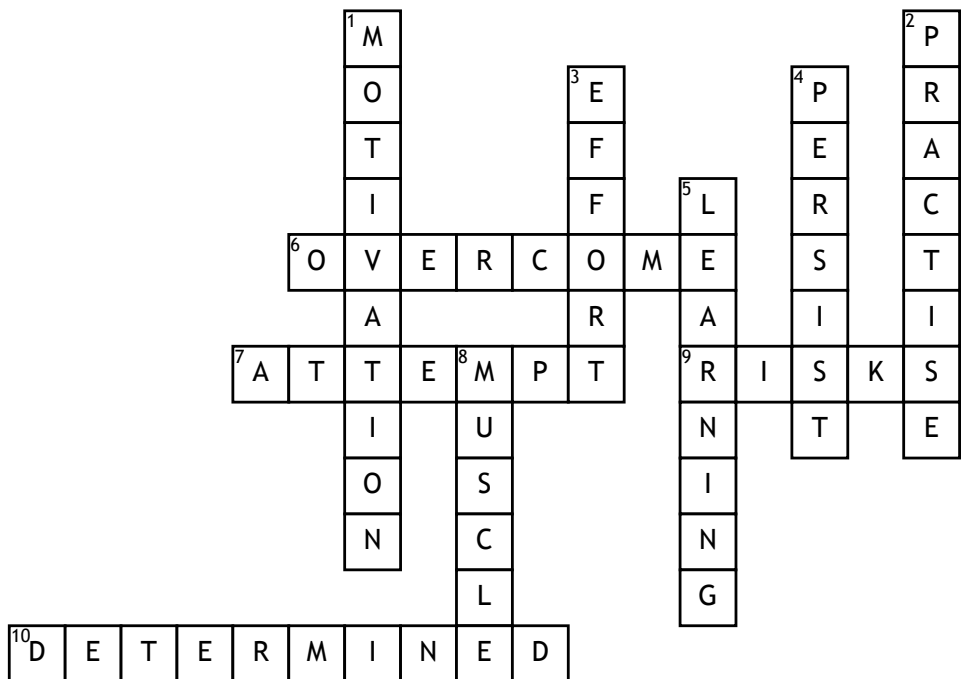 1 M 2 P
O 3 E 4 P R
T F E A
I F 5 L R C
6 O V E R C O M E S T
A R A I I
7 A T T E 8 M P T 9 R I S K S
I U N T E
O S I
N C N
L G
10 D E T E R M I N E D